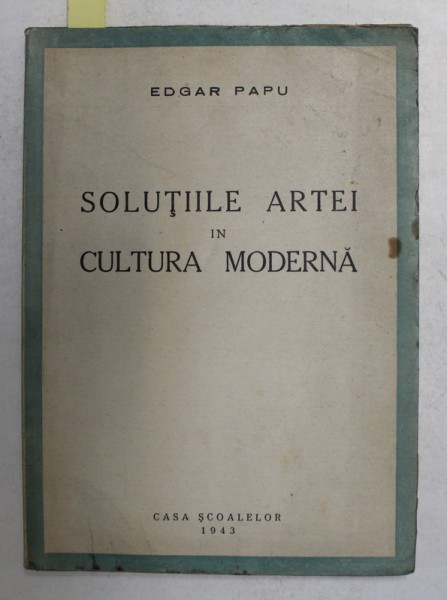 EDGAR PAPU
SOLUŢIILE ARTEI
IN
CULTURA MODERNĂ
CASA ŞCOALELOR
1943